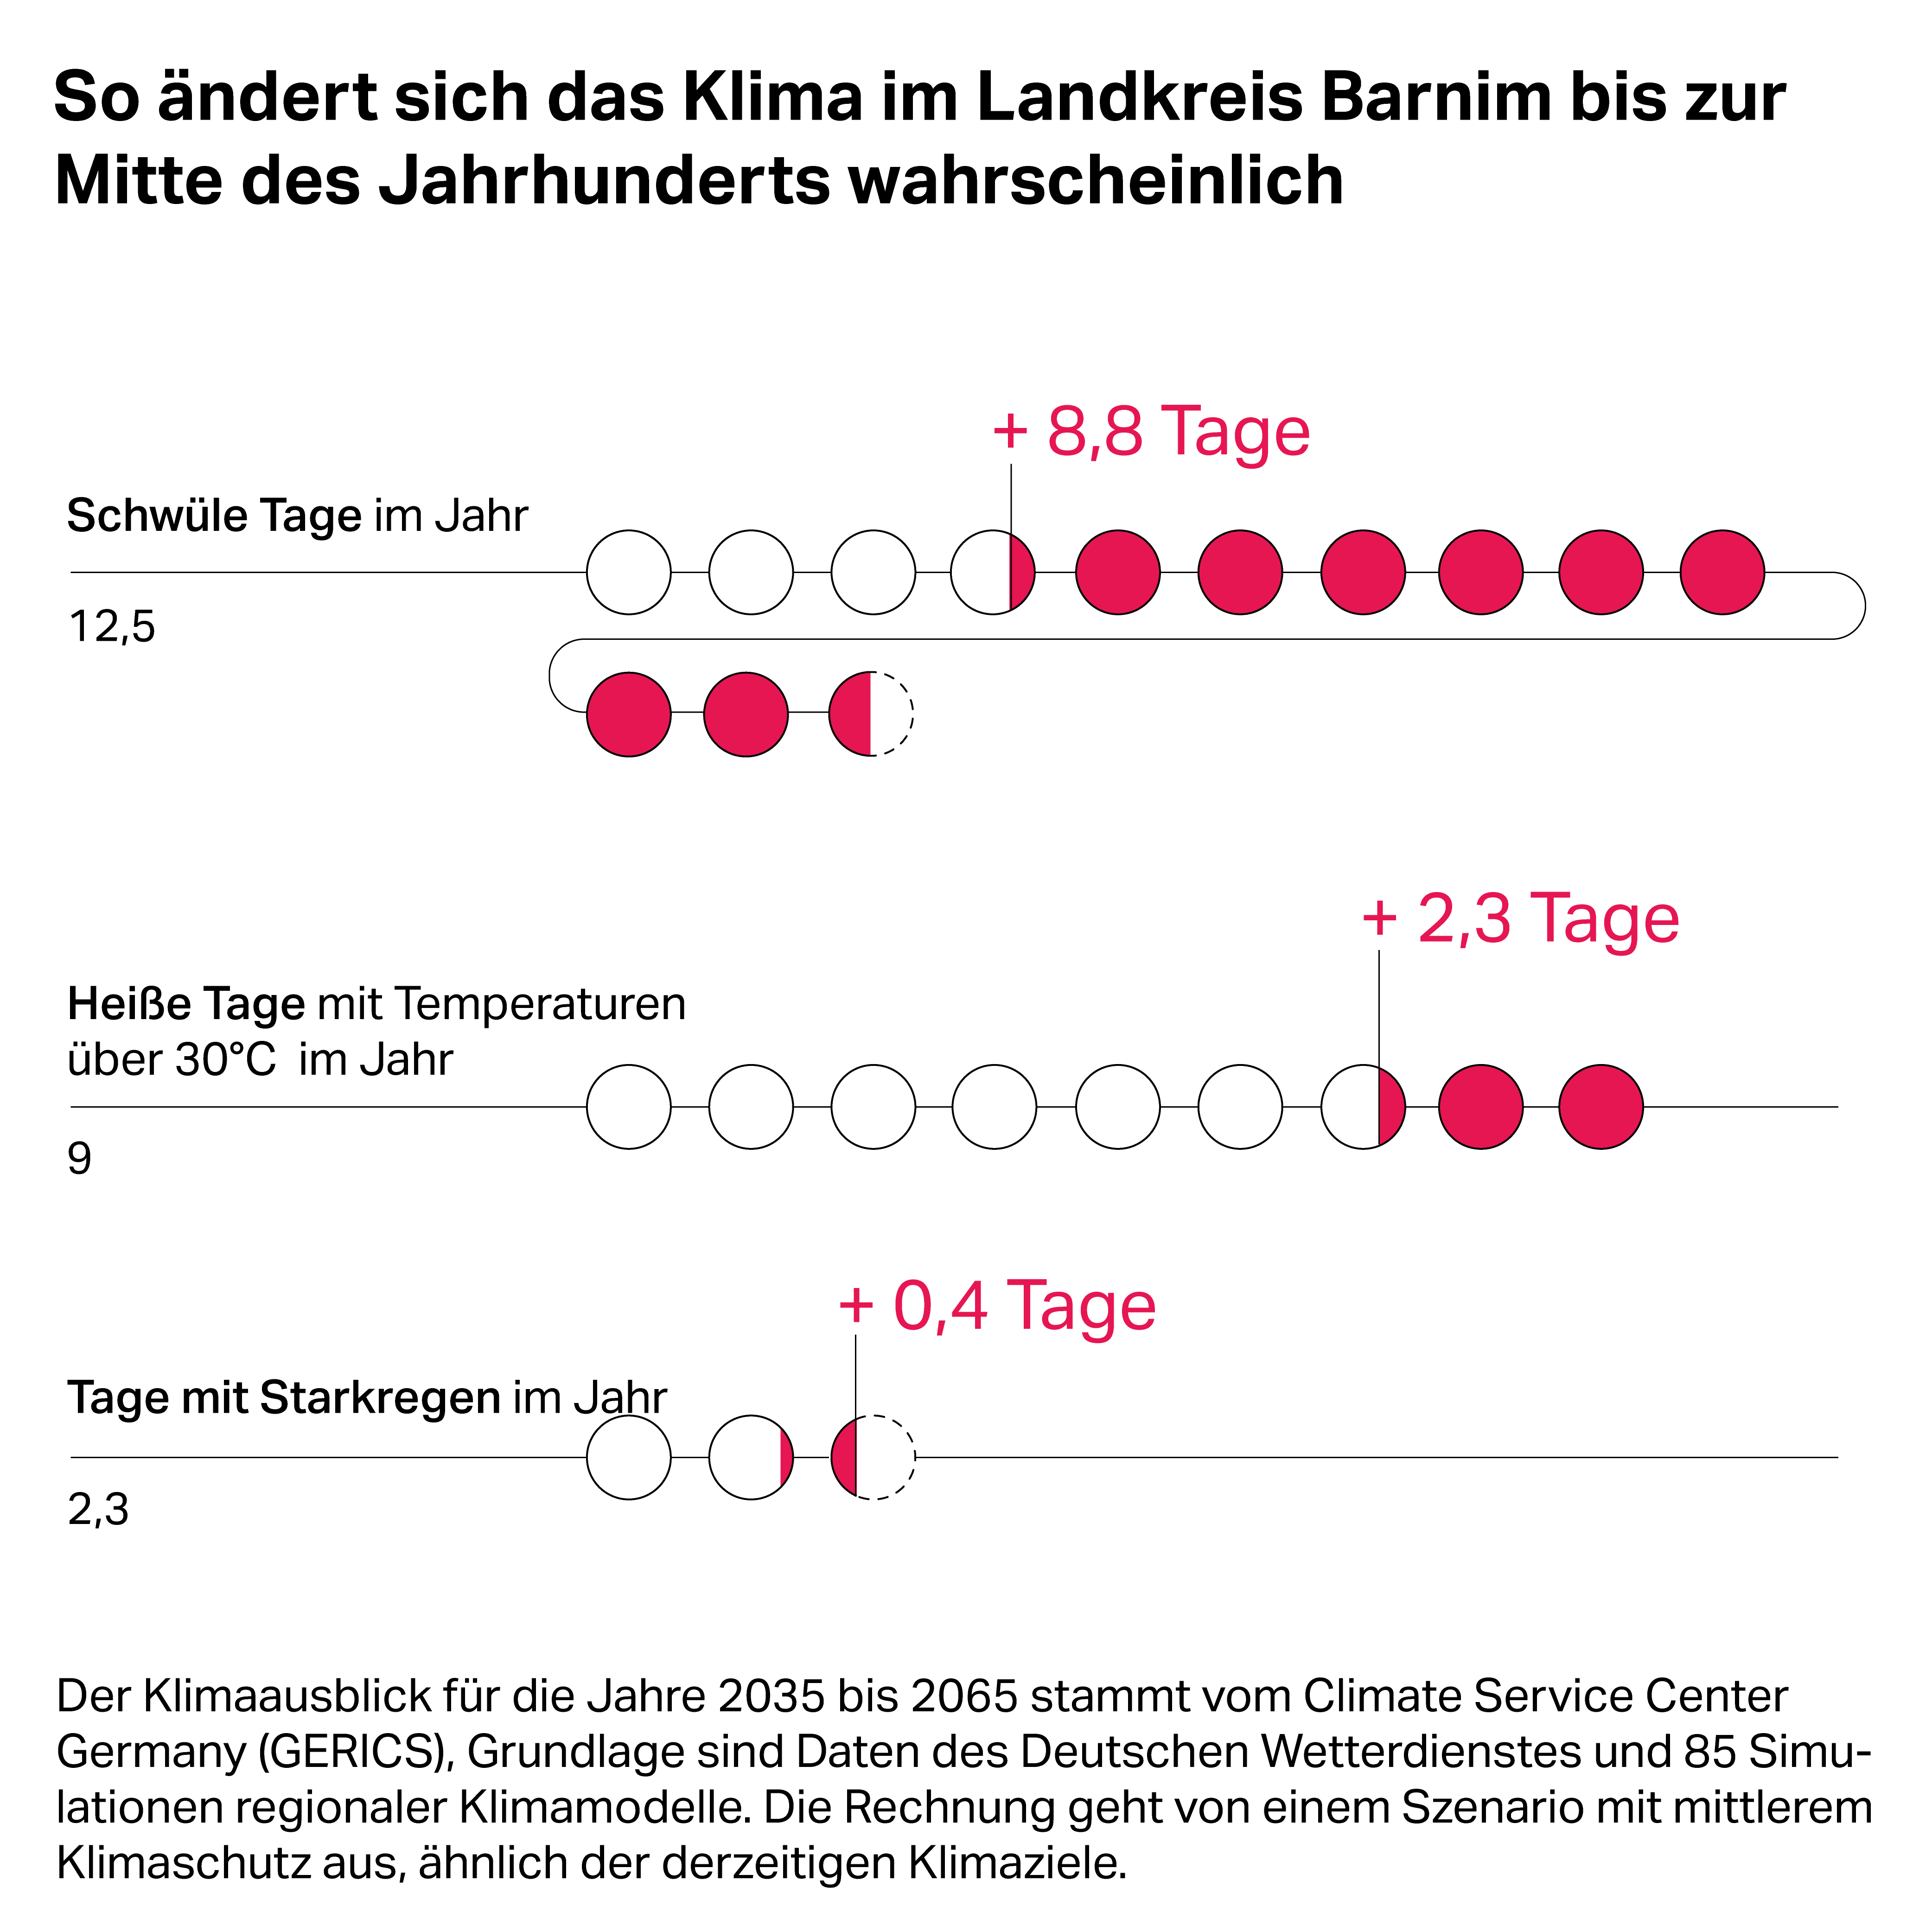 So ändert sich das Klima im Landkreis Barnim bis zur
Mitte des Jahrhunderts wahrscheinlich
+ 8,8 Tage
Schwüle Tage im Jahr
12,5
+ 2,3 Tage
Heiße Tage mit Temperaturen
über 30°C im Jahr
9
+ 0,4 Tage
Tage mit Starkregen im Jahr
2,3
Der Klimaausblick für die Jahre 2035 bis 2065 stammt vom Climate Service Center
Germany (GERICS), Grundlage sind Daten des Deutschen Wetterdienstes und 85 Simu-
lationen regionaler Klimamodelle. Die Rechnung geht von einem Szenario mit mittlerem
Klimaschutz aus, ähnlich der derzeitigen Klimaziele.